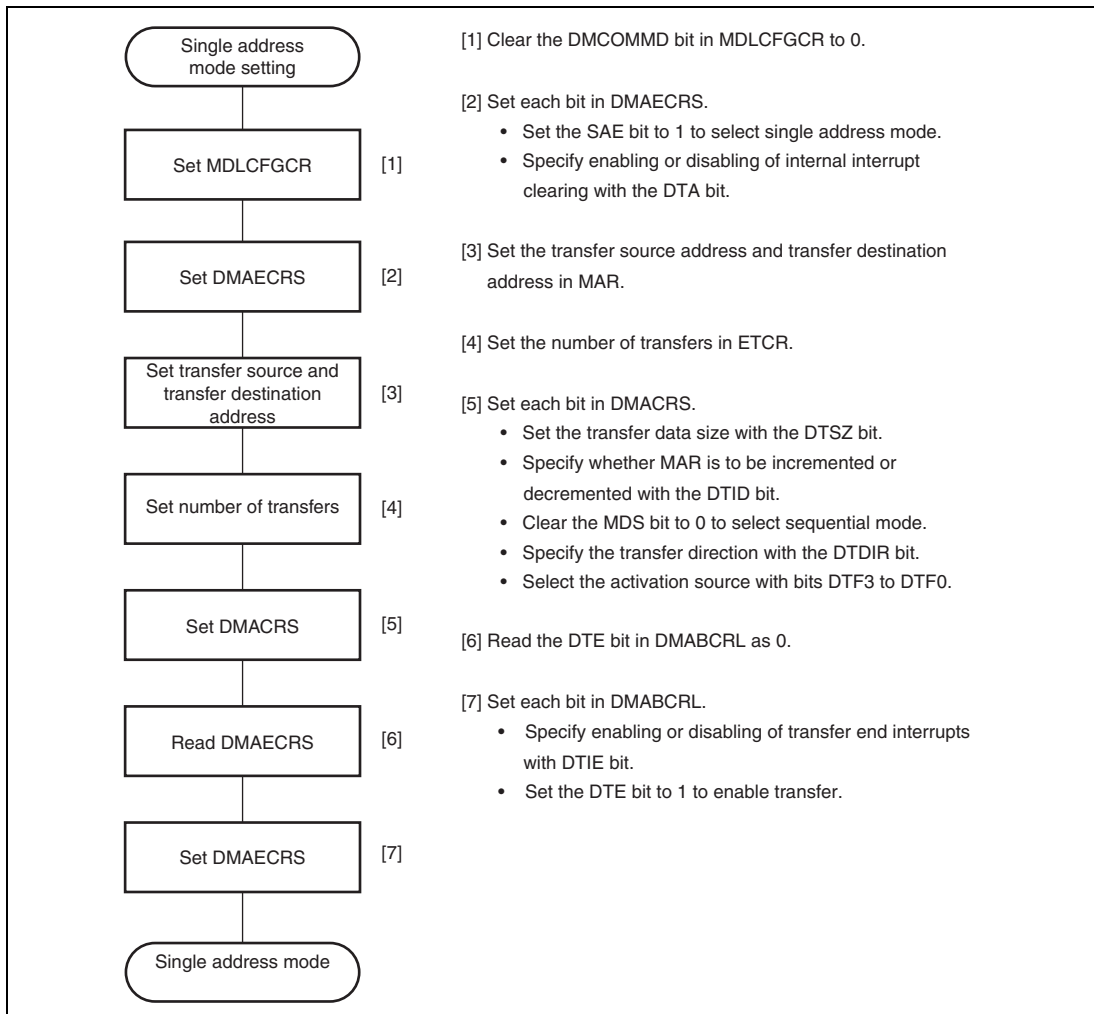 Single address
mode setting
Set MDLCFGCR
[1]
Set DMAECRS
[2]
Set transfer source and
transfer destination
address
[3]
Set number of transfers
[4]
Set DMACRS
[5]
Read DMAECRS
[6]
Set DMAECRS
[7]
Single address mode
[1] Clear the DMCOMMD bit in MDLCFGCR to 0.
[2] Set each bit in DMAECRS.
• Set the SAE bit to 1 to select single address mode.
• Specify enabling or disabling of internal interrupt
clearing with the DTA bit.
[3] Set the transfer source address and transfer destination
address in MAR.
[4] Set the number of transfers in ETCR.
[5] Set each bit in DMACRS.
• Set the transfer data size with the DTSZ bit.
• Specify whether MAR is to be incremented or
decremented with the DTID bit.
• Clear the MDS bit to 0 to select sequential mode.
• Specify the transfer direction with the DTDIR bit.
• Select the activation source with bits DTF3 to DTF0.
[6] Read the DTE bit in DMABCRL as 0.
[7] Set each bit in DMABCRL.
• Specify enabling or disabling of transfer end interrupts
with DTIE bit.
• Set the DTE bit to 1 to enable transfer.